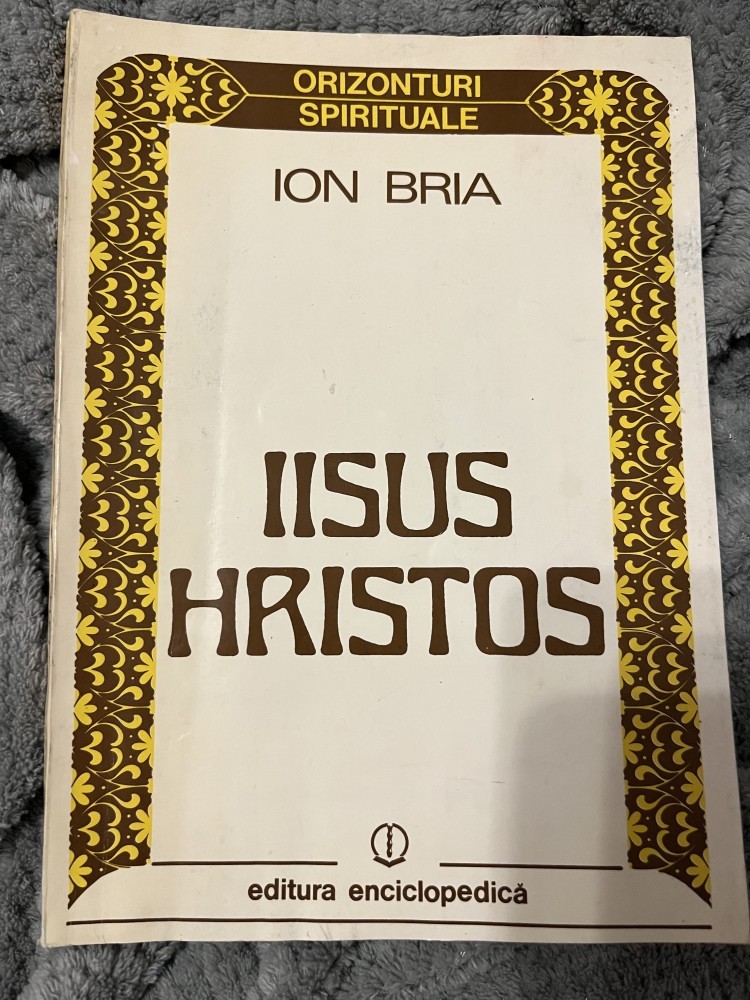 ORIZONTURI
SPIRITUALE
ION BRIA
IISUS
HRISTOS
editura enciclopedică